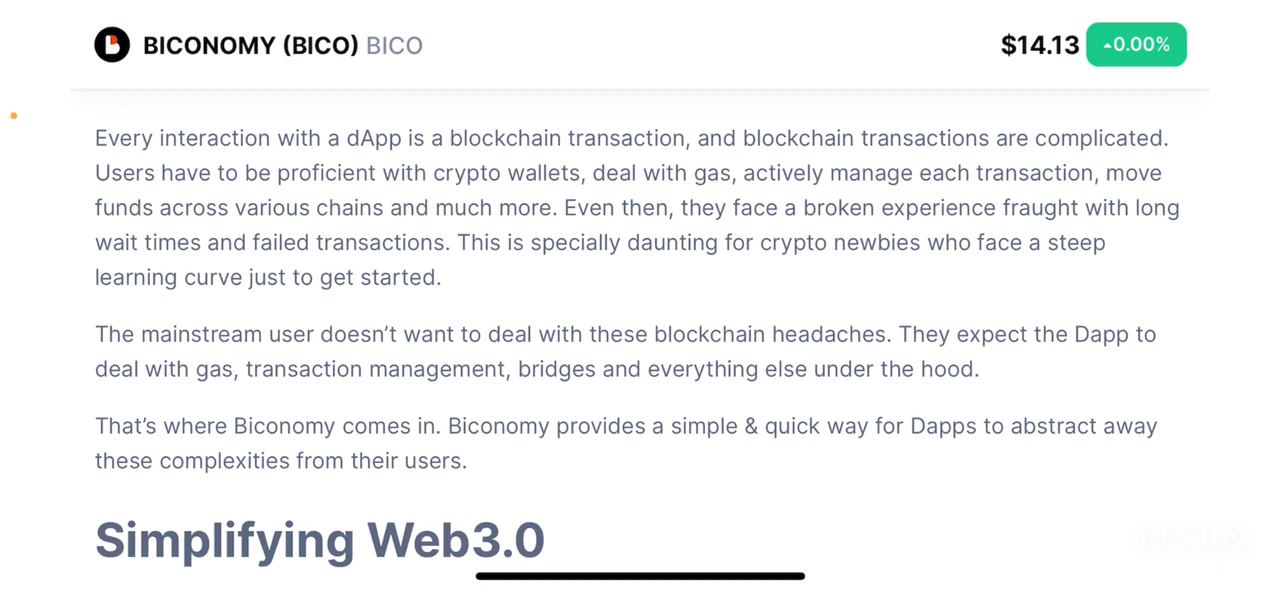 BICONOMY (BICO) BICO
$14.13 0.00%
Every interaction with a dApp is a blockchain transaction, and blockchain transactions are complicated.
Users have to be proficient with crypto wallets, deal with gas, actively manage each transaction, move
funds across various chains and much more. Even then, they face a broken experience fraught with long
wait times and failed transactions. This is specially daunting for crypto newbies who face a steep
learning curve just to get started.
The mainstream user doesn’t want to deal with these blockchain headaches. They expect the Dapp to
deal with gas, transaction management, bridges and everything else under the hood.
That’s where Biconomy comes in. Biconomy provides a simple & quick way for Dapps to abstract away
these complexities from their users.
Simplifying Web3.0